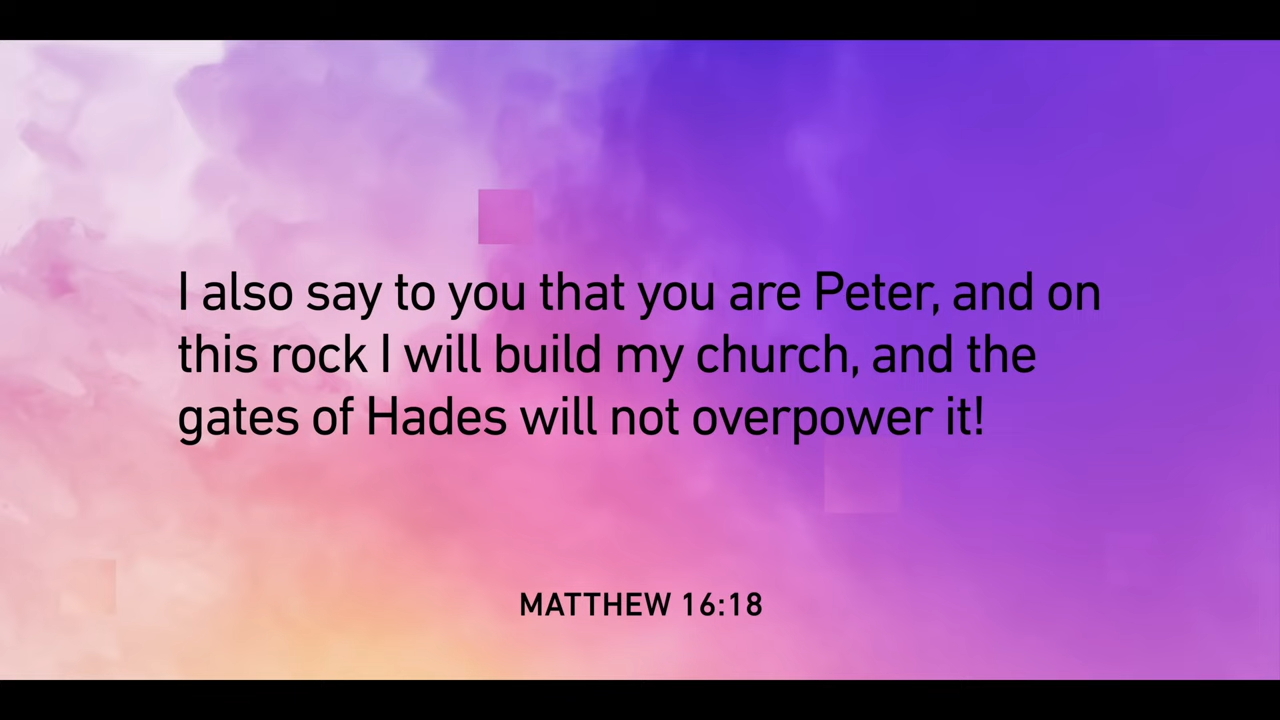 I also say to you that you are Peter, and on
this rock I will build my church, and the
gates of Hades will not overpower it!
MATTHEW 16:18